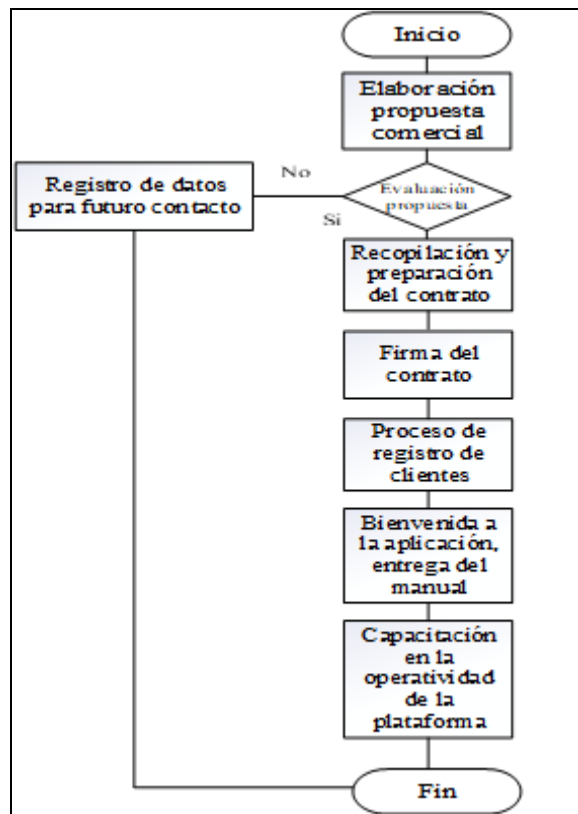 Inicio
Elaboración
propuesta
comercial
No
Registro de datos
para futuro contacto
Evaluación
propuesta
Si
Recopilación y
preparación
del contrato
Firma del
contrato
Proceso de
registro de
clientes
Bienvenida a
la aplicación,
entrega del
manual
Capacitación
en la
operatividad
de la
plataforma
Fin